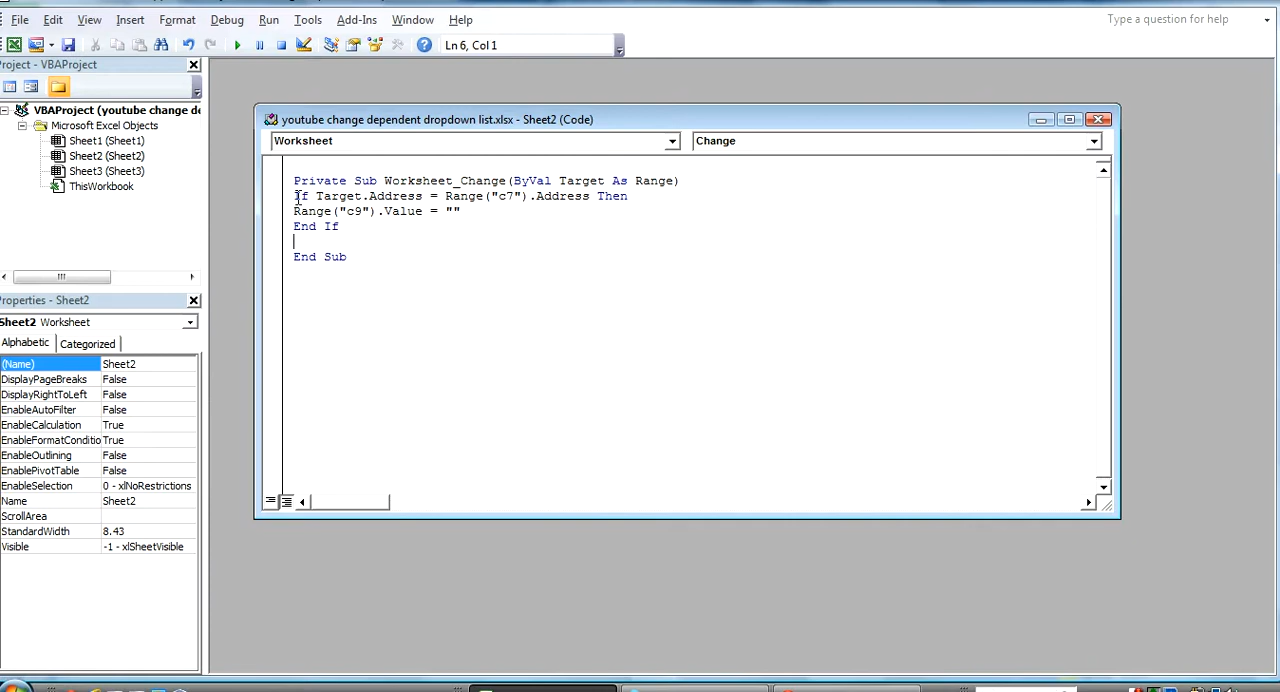 File Edit View Insert Format Debug Run Tools Add-Ins Window Help
Type a question for help
Ln 6, Col 1
Project - VBAProject
VBAProject (youtube change de
Microsoft Excel Objects
Sheet1 (Sheet1)
Sheet2 (Sheet2)
Sheet3 (Sheet3)
ThisWorkbook
Properties - Sheet2
Sheet2 Worksheet
Alphabetic Categorized
(Name) Sheet2
DisplayPageBreaks False
DisplayRightToLeft False
EnableAutoFilter False
EnableCalculation True
EnableFormatConditio True
EnableOutlining False
EnablePivotTable False
EnableSelection 0 - xlNoRestrictions
Name Sheet2
ScrollArea
StandardWidth 8.43
Visible -1 - xlSheetVisible
youtube change dependent dropdown list.xlsx - Sheet2 (Code)
Worksheet Change
Private Sub Worksheet_Change(ByVal Target As Range)
If Target.Address = Range("c7").Address Then
Range("c9").Value = ""
End If
End Sub